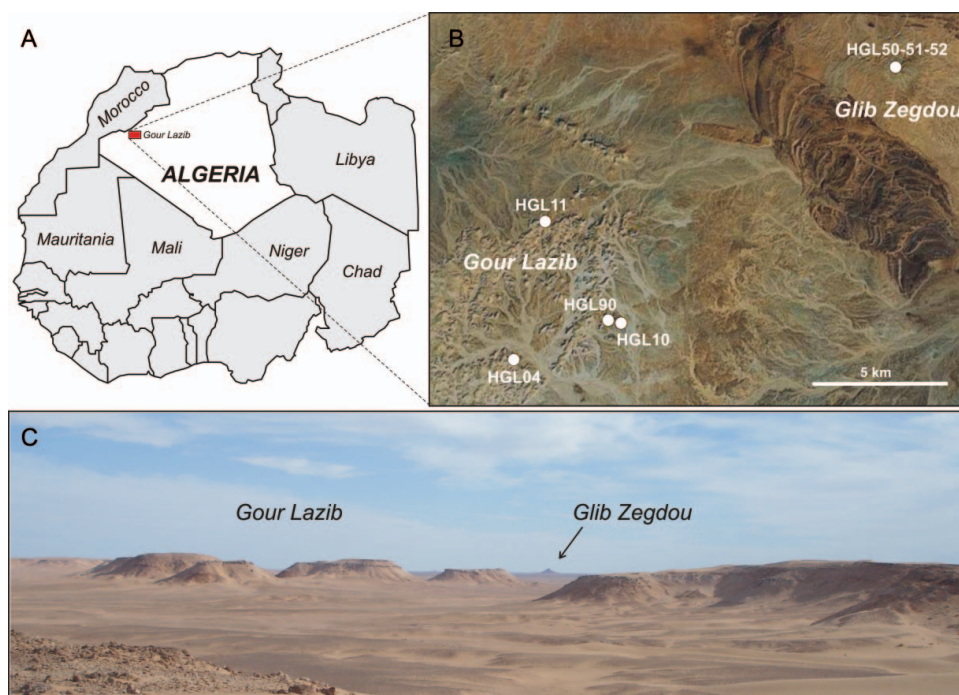 A
Morocco
Gour Lazib
ALGERIA
Libya
Mauritania
Mali
Niger
Chad
B
HGL50-51-52
Glib Zegdou
HGL11
Gour Lazib
HGL90
HGL10
HGL04
5 km
C
Gour Lazib
Glib Zegdou